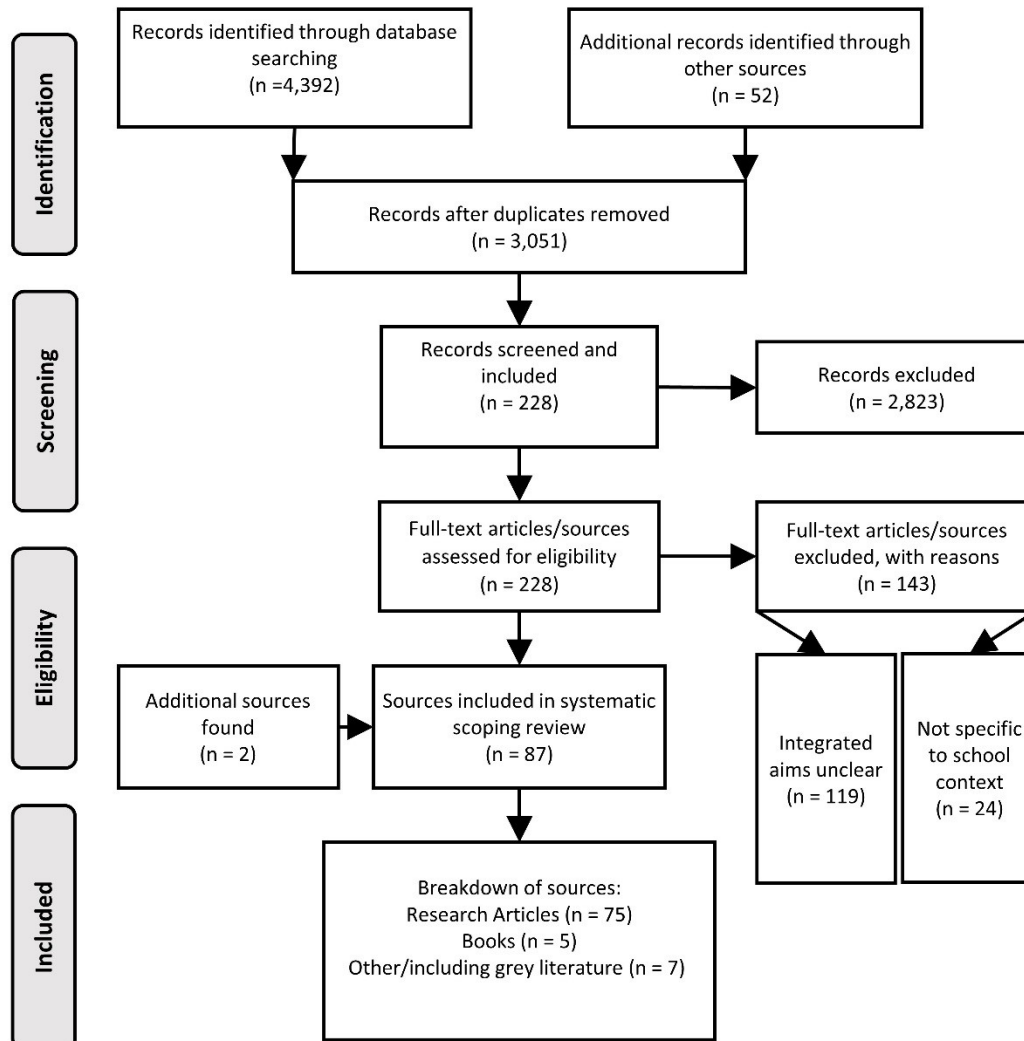 Identification
Records identified through database
searching
(n =4,392)
Additional records identified through
other sources
(n = 52)
Records after duplicates removed
(n = 3,051)
Screening
Records screened and
included
(n = 228)
Records excluded
(n = 2,823)
Eligibility
Full-text articles/sources
assessed for eligibility
(n = 228)
Full-text articles/sources
excluded, with reasons
(n = 143)
Additional sources
found
(n = 2)
Sources included in systematic
scoping review
(n = 87)
Integrated
aims unclear
(n = 119)
Not specific
to school
context
(n = 24)
Included
Breakdown of sources:
Research Articles (n = 75)
Books (n = 5)
Other/including grey literature (n = 7)